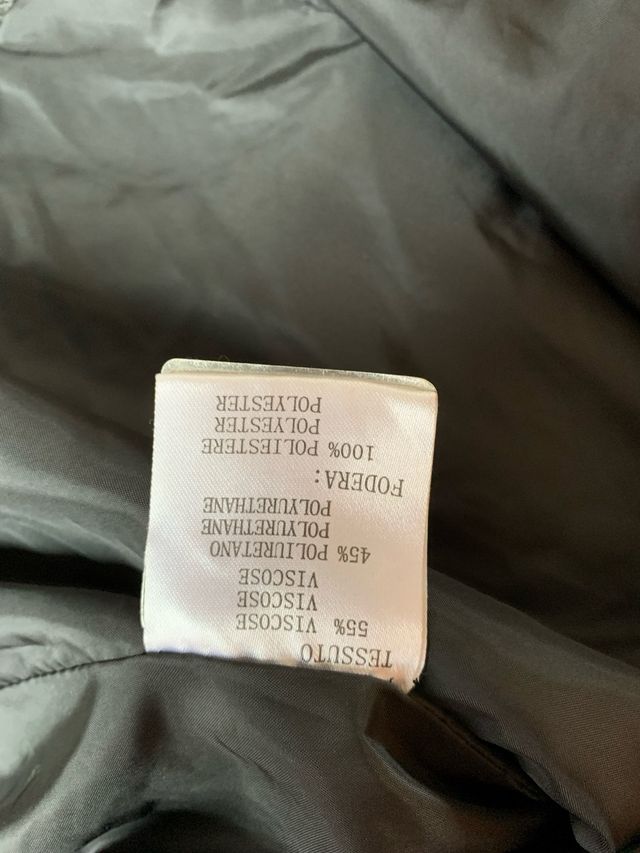 TESSUTO
55% VISCOSE
VISCOSE
VISCOSE
45% POLIURETANO
POLYURETHANE
POLYURETHANE
FODERA:
100% POLIESTERE
POLYESTER
POLYESTER